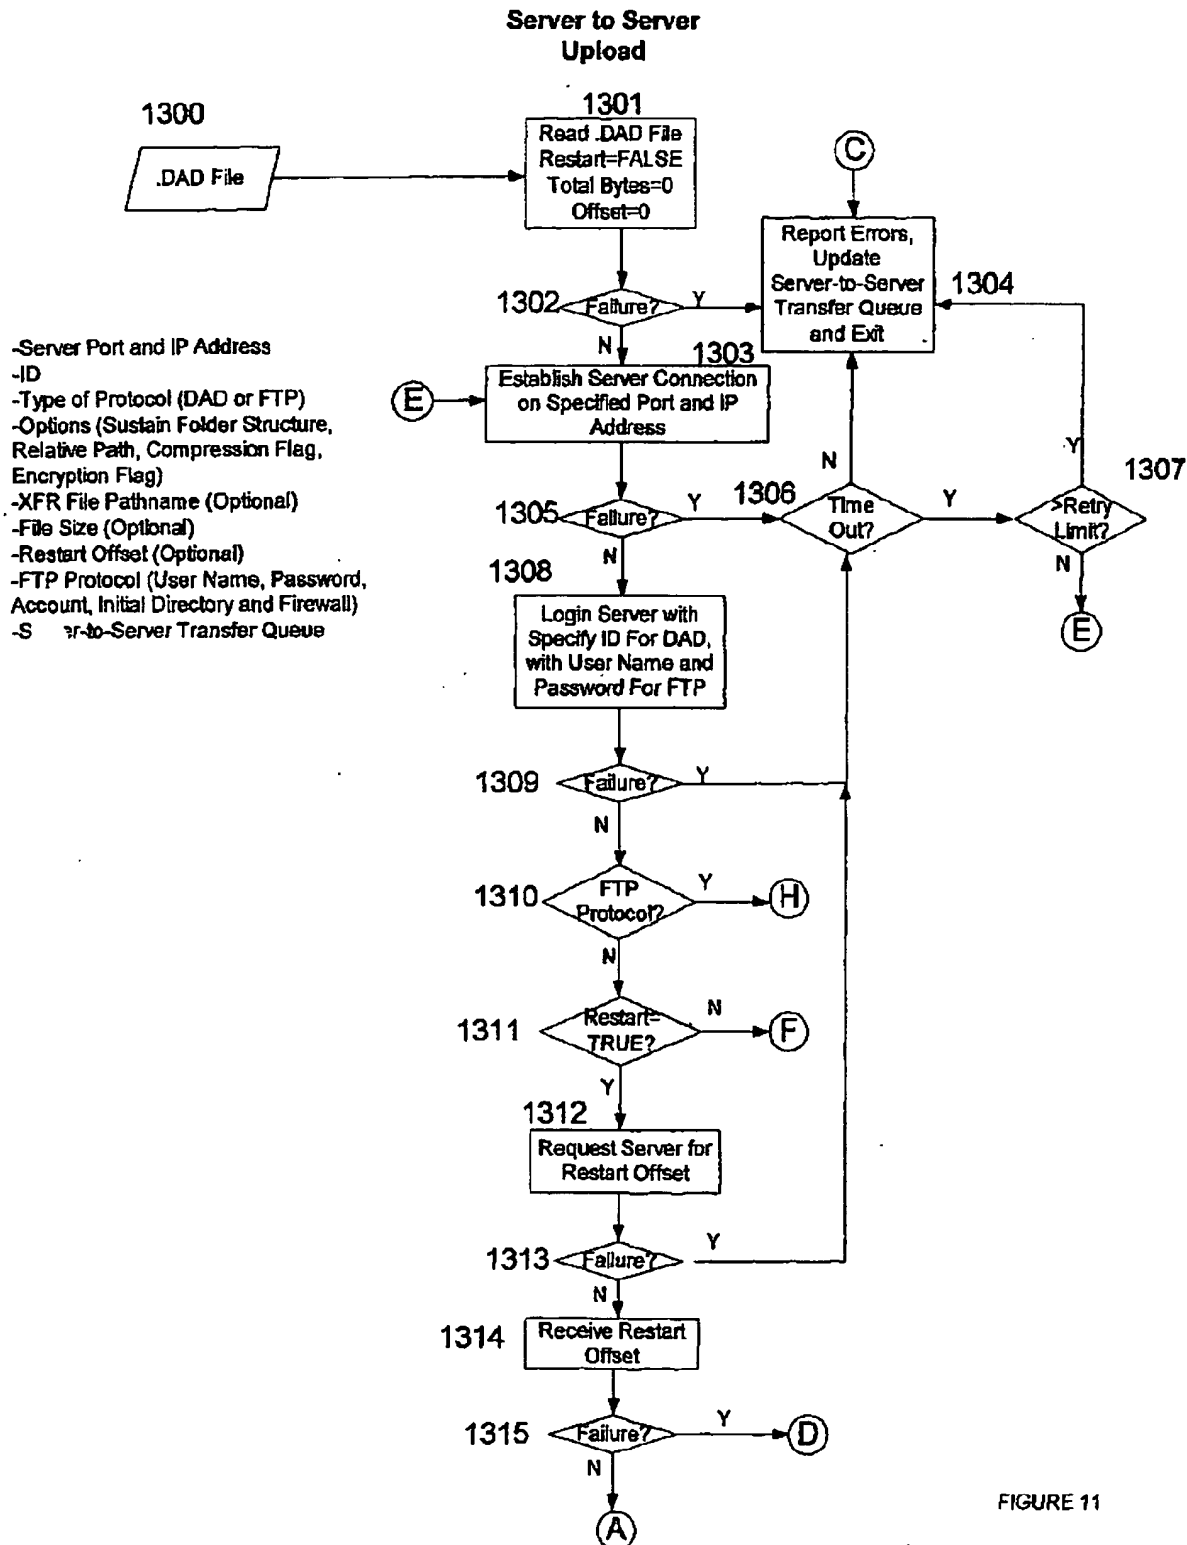 Server to Server
Upload
1300
.DAD File
1301
Read .DAD File
Restart=FALSE
Total Bytes=0
Offset=0
C
Report Errors,
Update
Server-to-Server
Transfer Queue
and Exit
1304
1302
Failure?
Y
N
-Server Port and IP Address
-ID
-Type of Protocol (DAD or FTP)
-Options (Sustain Folder Structure,
Relative Path, Compression Flag,
Encryption Flag)
-XFR File Pathname (Optional)
-File Size (Optional)
-Restart Offset (Optional)
-FTP Protocol (User Name, Password,
Account, Initial Directory and Firewall)
Transfer Queue
1303
E
Establish Server Connection
on Specified Port and IP
Address
1305
Failure?
Y
N
1306
Time
Out?
N
Y
1307
>Retry
Limit?
Y
N
E
1308
Login Server with
Specify ID For DAD,
with User Name and
Password For FTP
1309
Failure?
Y
N
1310
FTP
Protocol?
Y
H
N
1311
Restart=
TRUE?
N
F
Y
1312
Request Server for
Restart Offset
1313
Failure?
Y
N
1314
Receive Restart
Offset
1315
Failure?
Y
D
N
A
FIGURE 11